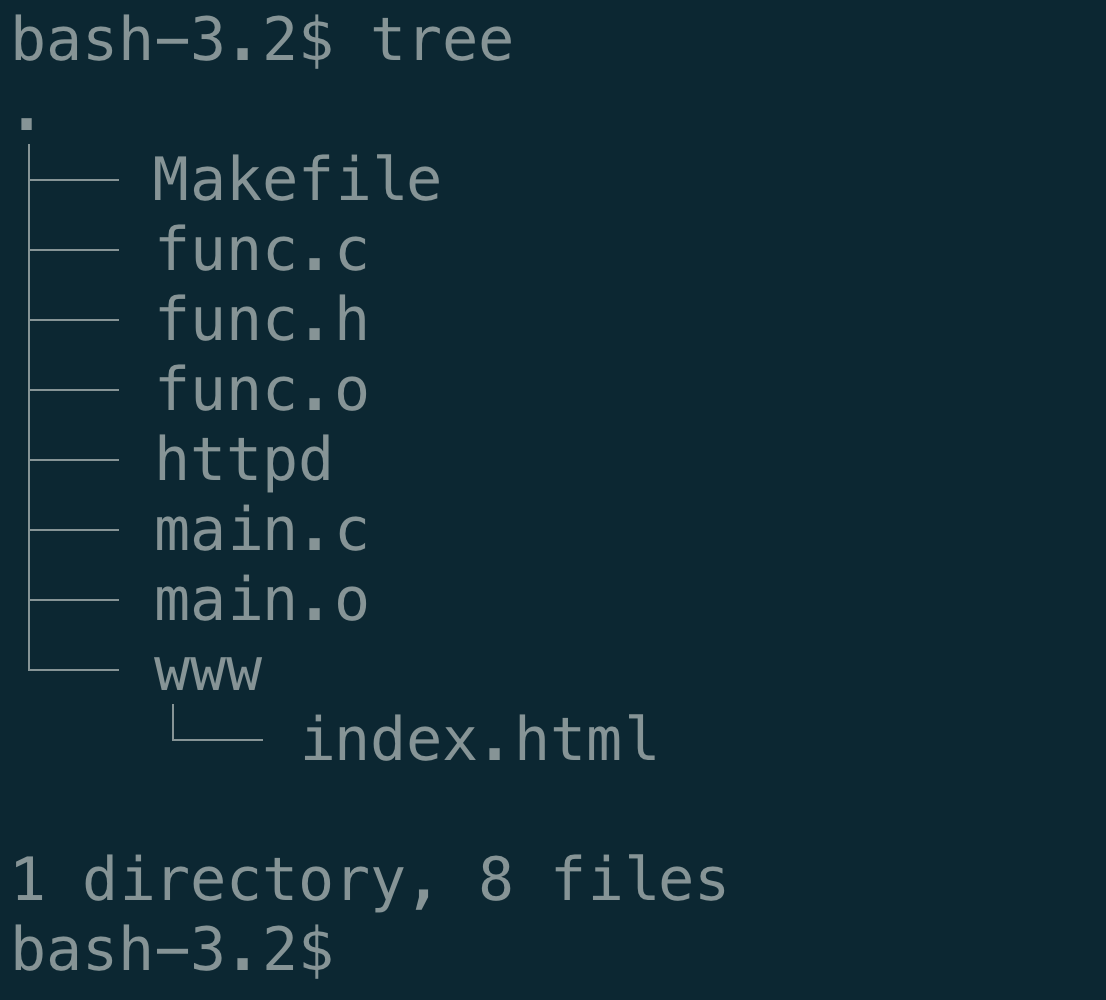 bash-3.2$ tree
.
├── Makefile
├── func.c
├── func.h
├── func.o
├── httpd
├── main.c
├── main.o
└── www
    └── index.html

1 directory, 8 files
bash-3.2$